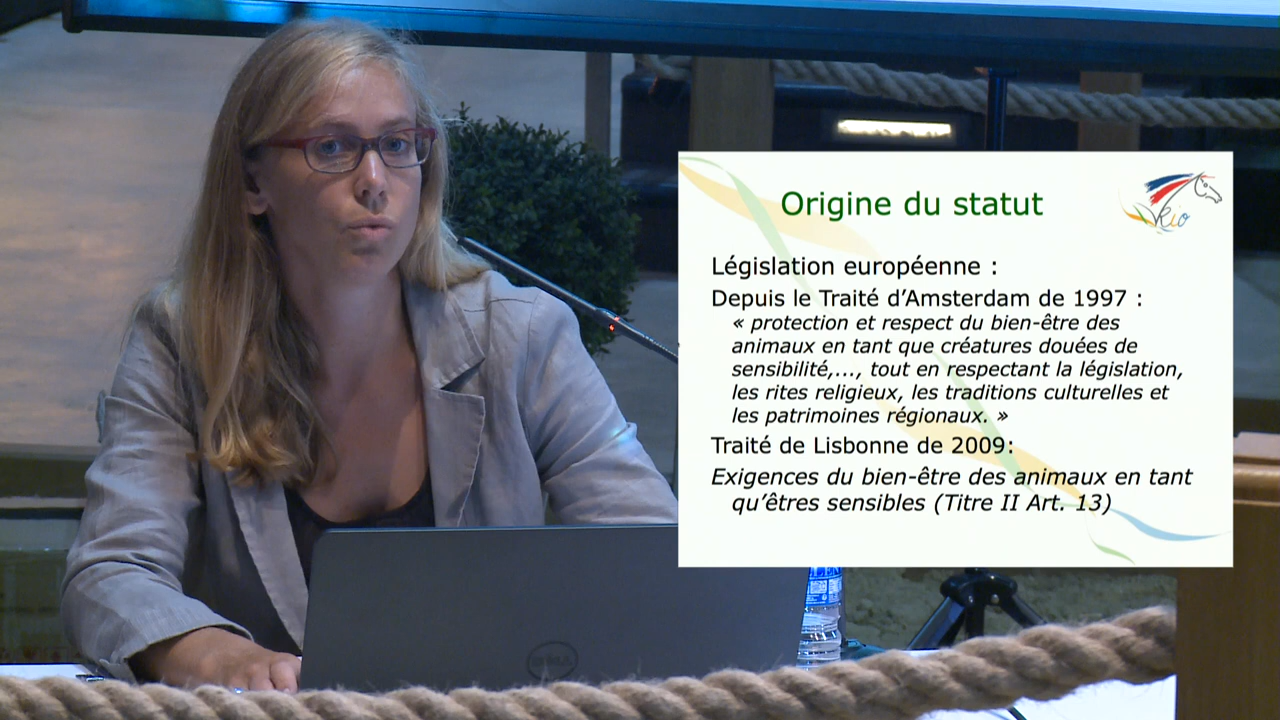 Origine du statut
Rio
Législation européenne :
Depuis le Traité d'Amsterdam de 1997 :
« protection et respect du bien-être des
animaux en tant que créatures douées de
sensibilité,..., tout en respectant la législation,
les rites religieux, les traditions culturelles et
les patrimoines régionaux. »
Traité de Lisbonne de 2009:
Exigences du bien-être des animaux en tant
qu'êtres sensibles (Titre II Art. 13)
DELL